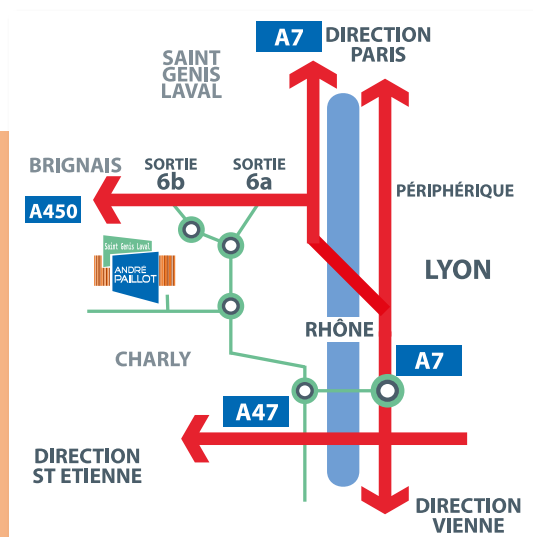 A7
DIRECTION
PARIS
SAINT
GENIS
LAVAL
BRIGNAIS
SORTIE
6b
SORTIE
6a
A450
PÉRIPHÉRIQUE
Saint Genis Laval
ANDRE
PAILLOT
LYON
RHÔNE
CHARLY
A7
A47
DIRECTION
ST ETIENNE
DIRECTION
VIENNE